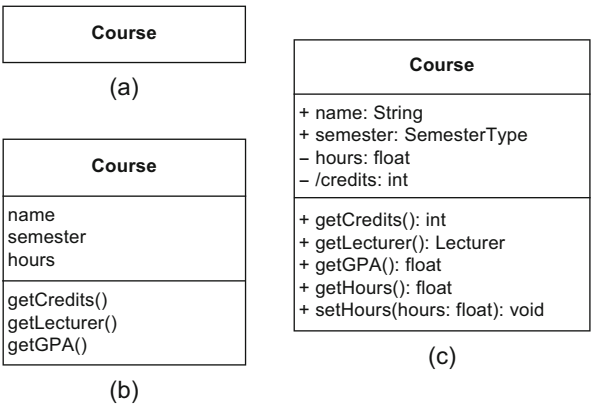 Course
(a)
Course
name
semester
hours
getCredits()
getLecturer()
getGPA()
(b)
Course
+ name: String
+ semester: SemesterType
– hours: float
– /credits: int
+ getCredits(): int
+ getLecturer(): Lecturer
+ getGPA(): float
+ getHours(): float
+ setHours(hours: float): void
(c)